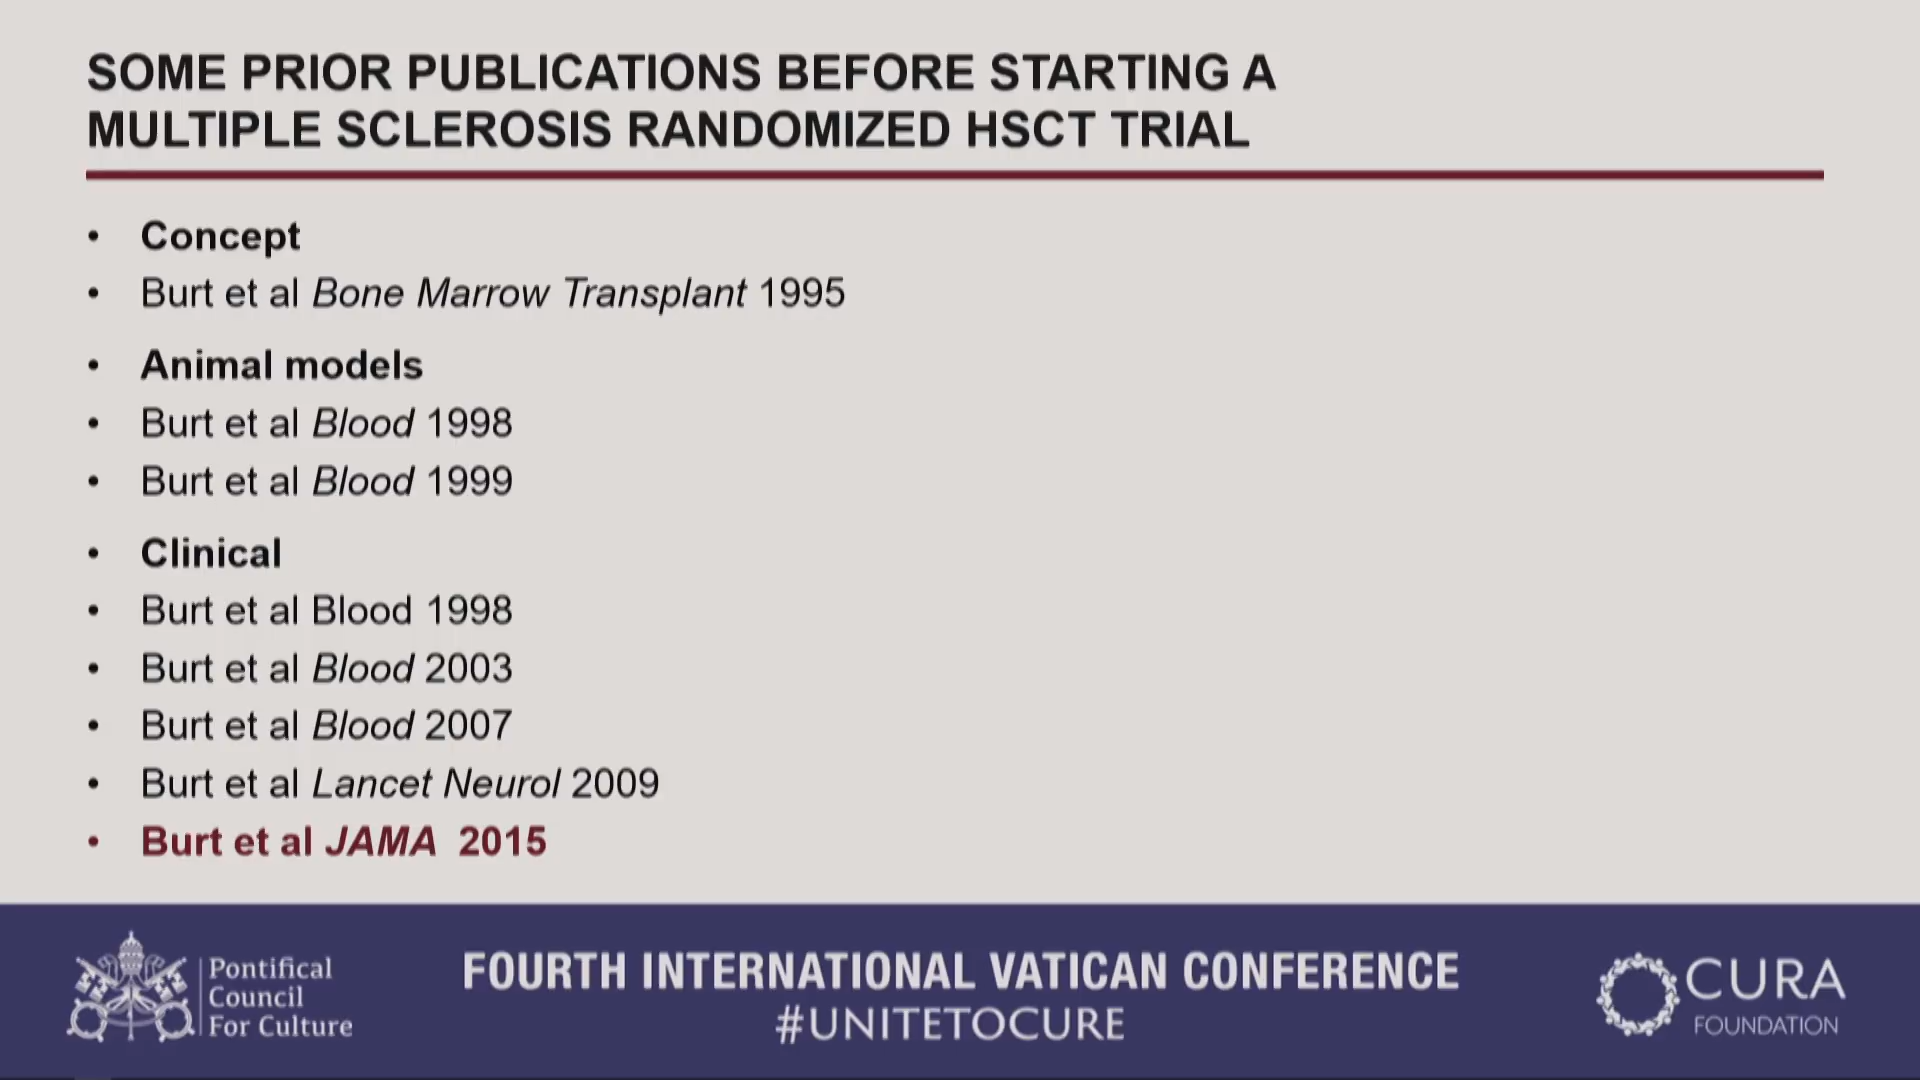 SOME PRIOR PUBLICATIONS BEFORE STARTING A
MULTIPLE SCLEROSIS RANDOMIZED HSCT TRIAL
• Concept
• Burt et al Bone Marrow Transplant 1995
• Animal models
• Burt et al Blood 1998
• Burt et al Blood 1999
• Clinical
• Burt et al Blood 1998
• Burt et al Blood 2003
• Burt et al Blood 2007
• Burt et al Lancet Neurol 2009
• Burt et al JAMA 2015
Pontifical
Council
For Culture
FOURTH INTERNATIONAL VATICAN CONFERENCE
#UNITETOCURE
CURA
FOUNDATION